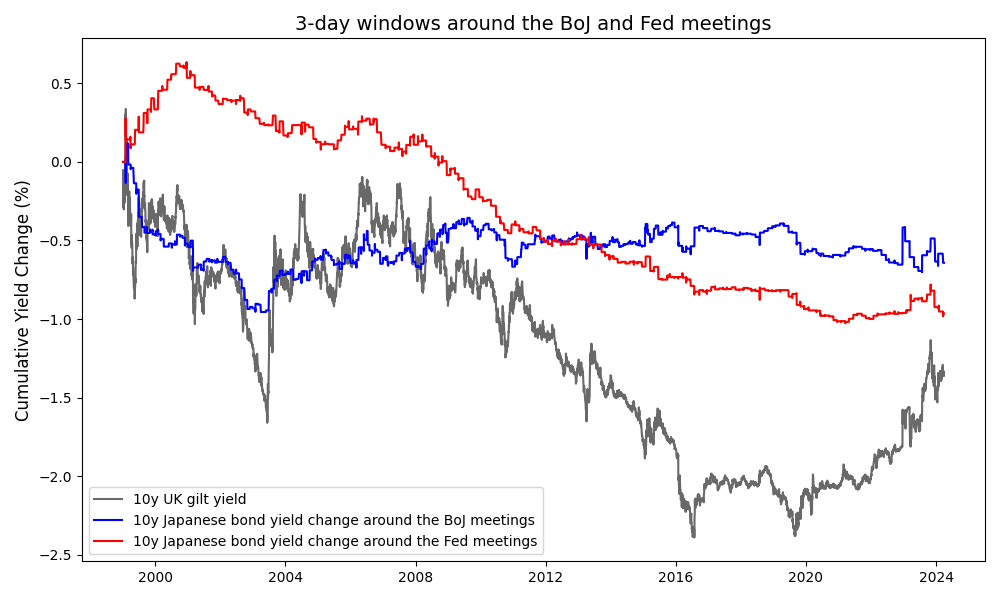 3-day windows around the BoJ and Fed meetings
Cumulative Yield Change (%)
0.5
0.0
−0.5
−1.0
−1.5
−2.0
−2.5
10y UK gilt yield
10y Japanese bond yield change around the BoJ meetings
10y Japanese bond yield change around the Fed meetings
2000 2004 2008 2012 2016 2020 2024